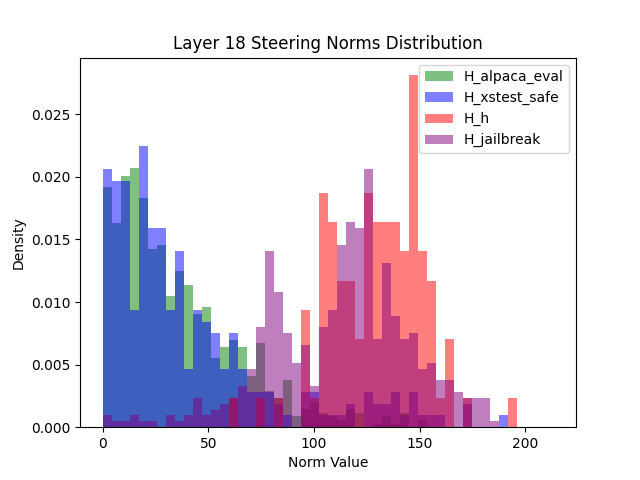 Layer 18 Steering Norms Distribution
H_alpaca_eval
H_xstest_safe
H_h
H_jailbreak
Density
0.025
0.020
0.015
0.010
0.005
0.000
0
50
100
150
200
Norm Value